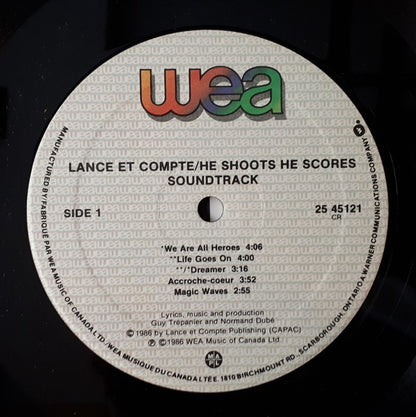 wea
LANCE ET COMPTE/HE SHOOTS HE SCORES
SOUNDTRACK
SIDE 1
25 45121
CR
*We Are All Heroes 4:06
**Life Goes On 4:00
**/*Dreamer 3:16
Accroche-coeur 3:52
Magic Waves 2:55
Lyrics, music and production
Guy Trépanier and Normand Dubé
©1986 by Lance et Compte Publishing (CAPAC)
℗ ©1986 WEA Music of Canada Ltd.
MANUFACTURED BY/FABRIQUE PAR WEA MUSIC OF CANADA LTD./WEA MUSIQUE DU CANADA LTEE. 1810 BIRCHMOUNT RD., SCARBOROUGH, ONTARIO A WARNER COMMUNICATIONS COMPANY